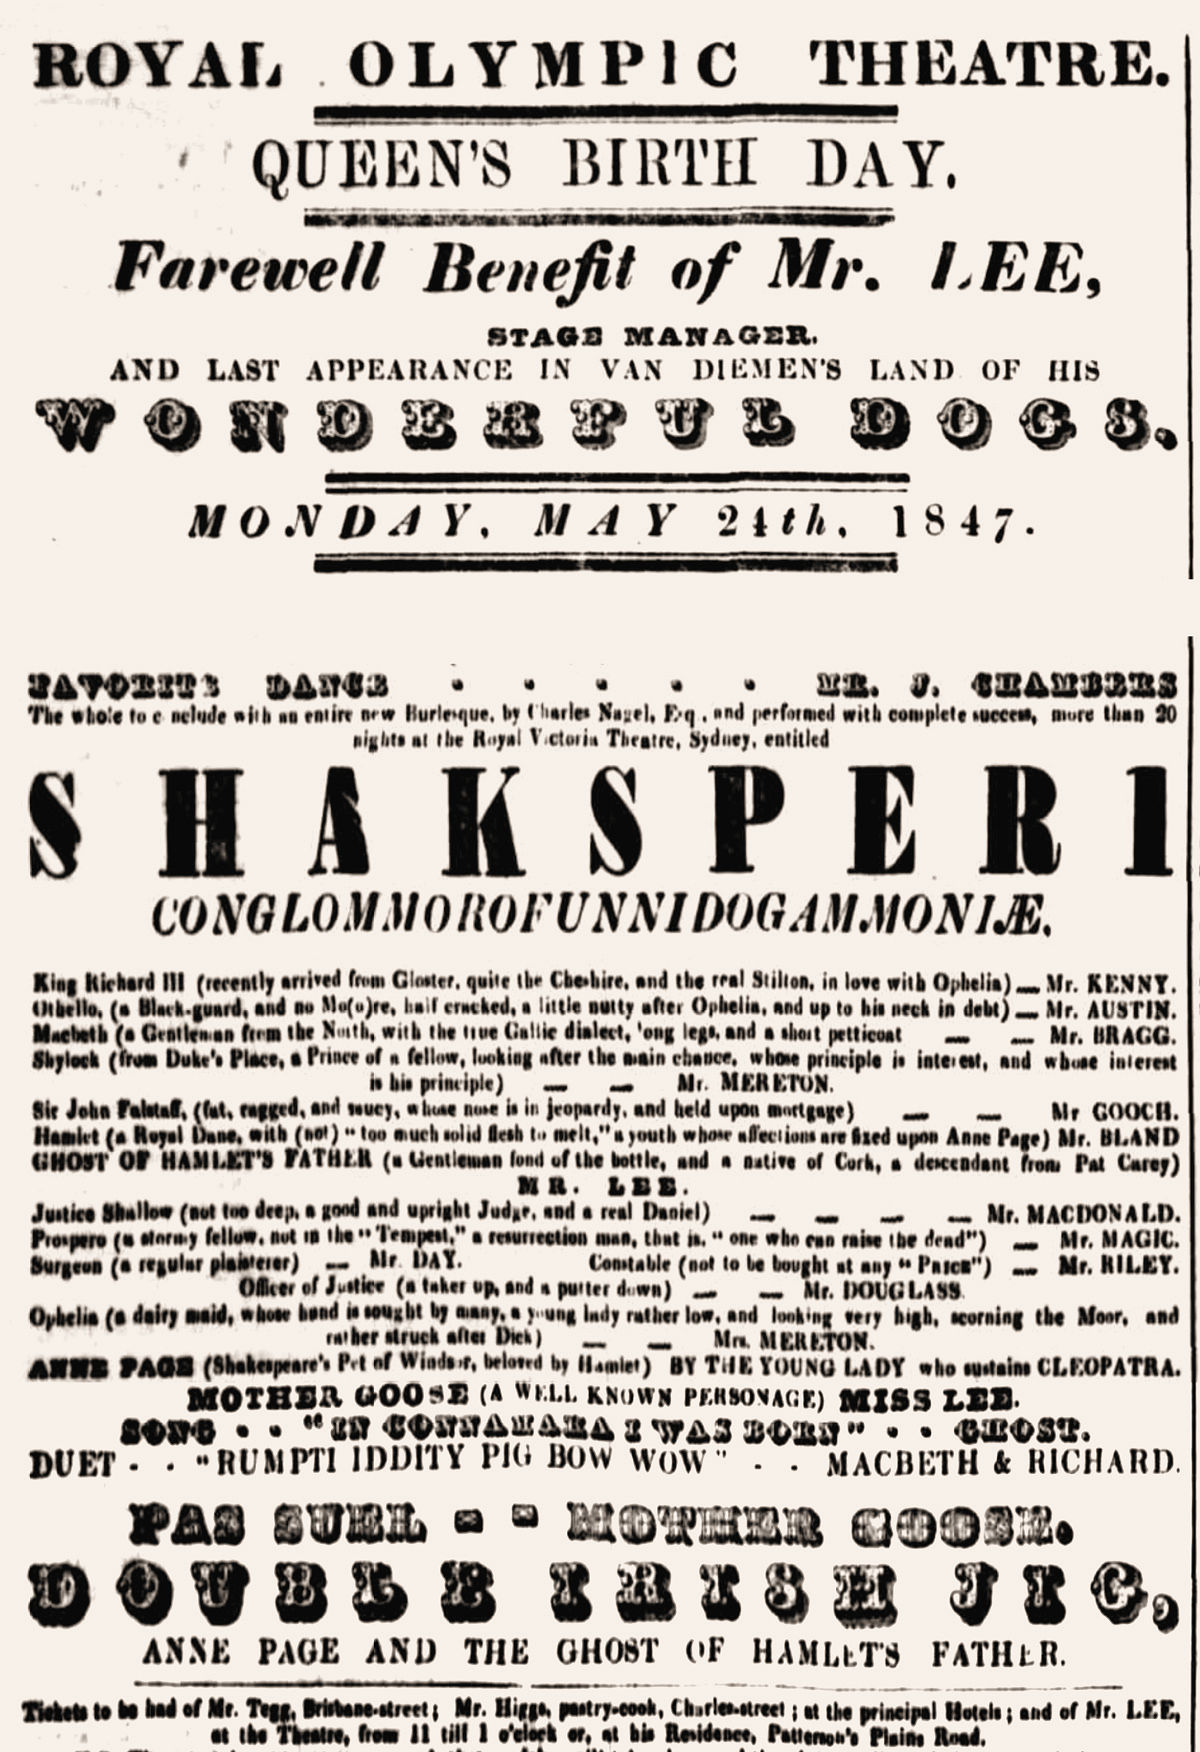 ROYAL OLYMPIC THEATRE.
QUEEN'S BIRTH DAY.
Farewell Benefit of Mr. LEE,
STAGE MANAGER.
AND LAST APPEARANCE IN VAN DIEMEN'S LAND OF HIS
WONDERFUL DOGS.
MONDAY, MAY 24th, 1847.
FAVORITE DANCE - - - - - MR. J. CHAMBERS
The whole to conclude with an entire new Burlesque, by Charles Nagel, Esq., and performed with complete success, more than 20
nights at the Royal Victoria Theatre, Sydney, entitled
SHAKSPERI
CONGLOMMOROFUNNIDOGAMMONIÆ.
King Richard III (recently arrived from Gloster, quite the Cheshire, and the real Stilton, in love with Ophelia) — Mr. KENNY.
Othello, (a Black-guard, and no Mo(o)re, half cracked, a little nutty after Ophelia, and up to his neck in debt) — Mr. AUSTIN.
Macbeth (a Gentleman from the North, with the true Gallic dialect, long legs, and a short petticoat — — Mr. BRAGG.
Shylock (from Duke's Place, a Prince of a fellow, looking after the main chance, whose principle is interest, and whose interest
is his principle) — — Mr. MERETON.
Sir John Falstaff, (fat, ragged, and saucy, whose nose is in jeopardy, and held upon mortgage) — — Mr GOOCH.
Hamlet (a Royal Dane, with (not) "too much solid flesh to melt," a youth whose affections are fixed upon Anne Page) Mr. BLAND
GHOST OF HAMLET'S FATHER (a Gentleman fond of the bottle, and a native of Cork, a descendant from Pat Carey)
MR. LEE.
Justice Shallow (not too deep, a good and upright Judge, and a real Daniel) — — — — Mr. MACDONALD.
Prospero (a stormy fellow, not in the "Tempest," a resurrection man, that is, "one who can raise the dead") — Mr. MAGIC.
Surgeon (a regular plaisterer) — Mr. DAY. Constable (not to be bought at any "Price") — Mr. RILEY.
Officer of Justice (a taker up, and a putter down) — — Mr. DOUGLASS.
Ophelia (a dairy maid, whose hand is sought by many, a young lady rather low, and looking very high, scorning the Moor, and
rather struck after Dick) — — Mrs. MERETON.
ANNE PAGE (Shakespeare's Pet of Windsor, beloved by Hamlet) BY THE YOUNG LADY who sustains CLEOPATRA.
MOTHER GOOSE (A WELL KNOWN PERSONAGE) MISS LEE.
SONG - - "IN CONNAMARA I WAS BORN" - - GHOST.
DUET - - "RUMPTI IDDITY PIG BOW WOW" - - MACBETH & RICHARD.
PAS SUEL - - MOTHER GOOSE.
DOUBLE IRISH JIG,
ANNE PAGE AND THE GHOST OF HAMLET'S FATHER.
Tickets to be had of Mr. Tegg, Brisbane-street; Mr. Higgs, pastry-cook, Charles-street; at the principal Hotels; and of Mr. LEE,
at the Theatre, from 11 till 1 o'clock or, at his Residence, Patterson's Plains Road.